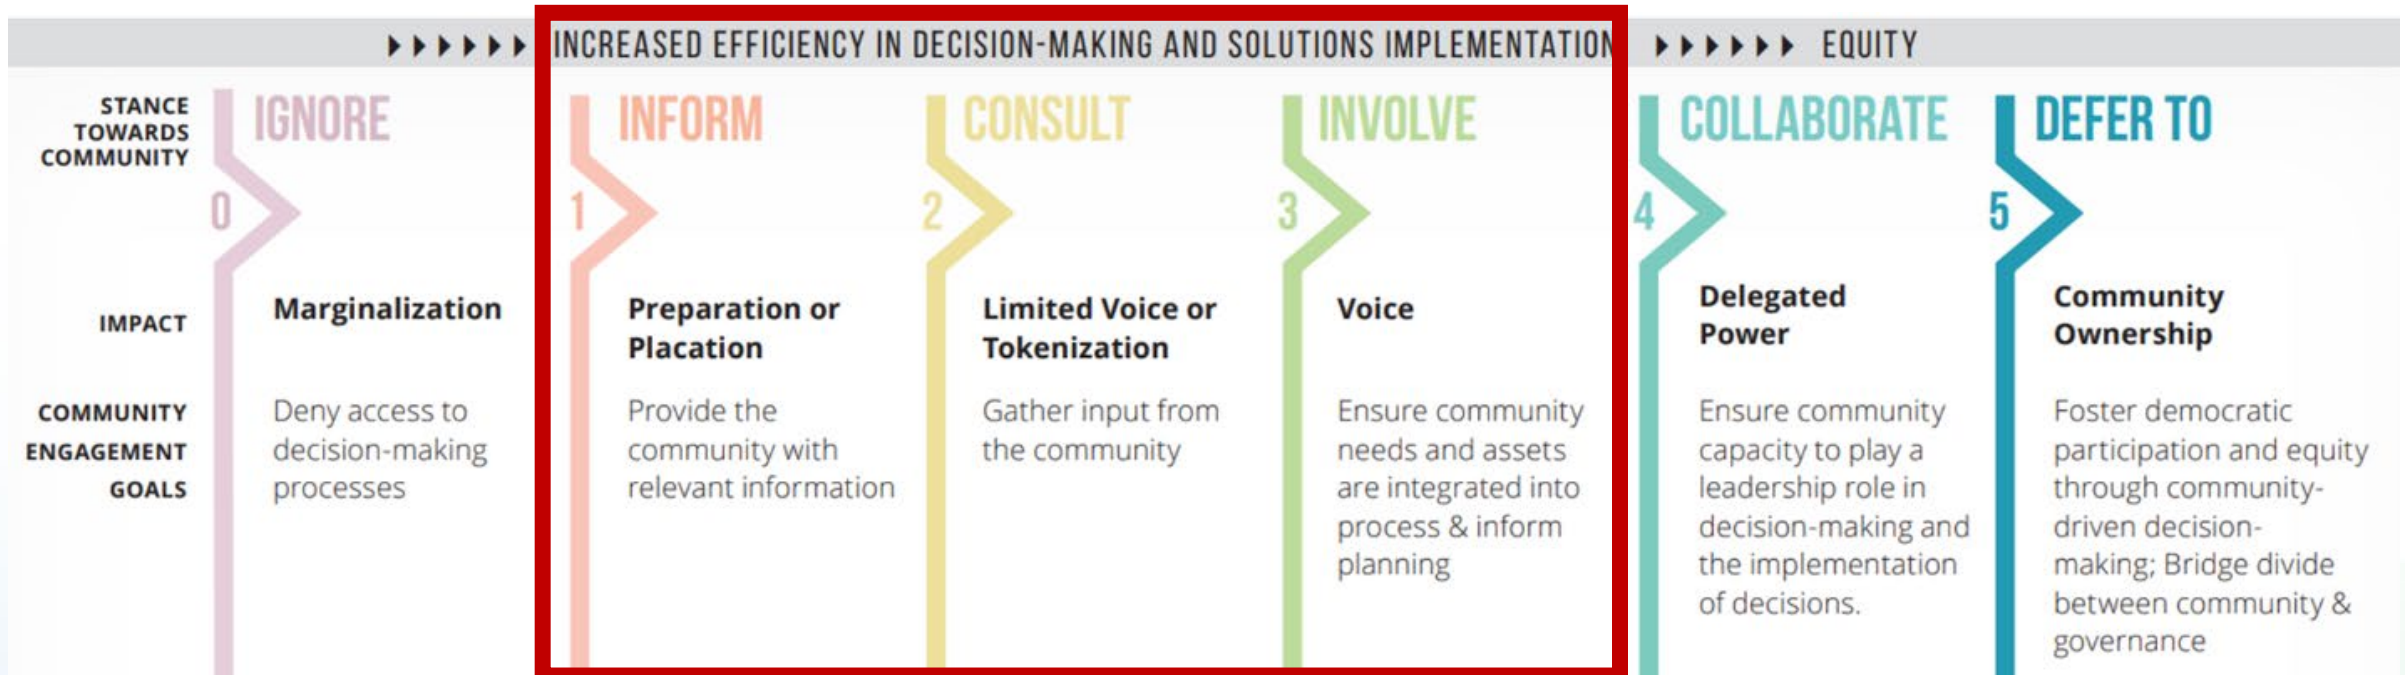 INCREASED EFFICIENCY IN DECISION-MAKING AND SOLUTIONS IMPLEMENTATION EQUITY
STANCE
TOWARDS
COMMUNITY
IGNORE
INFORM
CONSULT
INVOLVE
COLLABORATE
DEFER TO
0
1
2
3
4
5
IMPACT
Marginalization
Preparation or
Placation
Limited Voice or
Tokenization
Voice
Delegated
Power
Community
Ownership
COMMUNITY
ENGAGEMENT
GOALS
Deny access to
decision-making
processes
Provide the
community with
relevant information
Gather input from
the community
Ensure community
needs and assets
are integrated into
process & inform
planning
Ensure community
capacity to play a
leadership role in
decision-making and
the implementation
of decisions.
Foster democratic
participation and equity
through community-
driven decision-
making; Bridge divide
between community &
governance